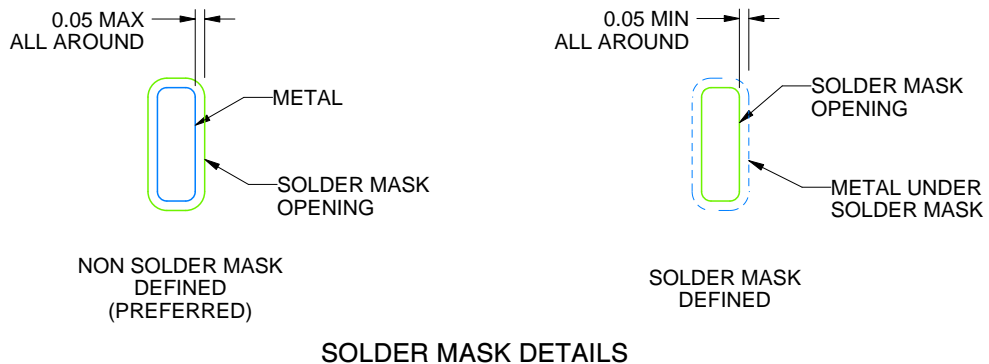 0.05 MAX
ALL AROUND
METAL
SOLDER MASK
OPENING
NON SOLDER MASK
DEFINED
(PREFERRED)
0.05 MIN
ALL AROUND
SOLDER MASK
OPENING
METAL UNDER
SOLDER MASK
SOLDER MASK
DEFINED
SOLDER MASK DETAILS